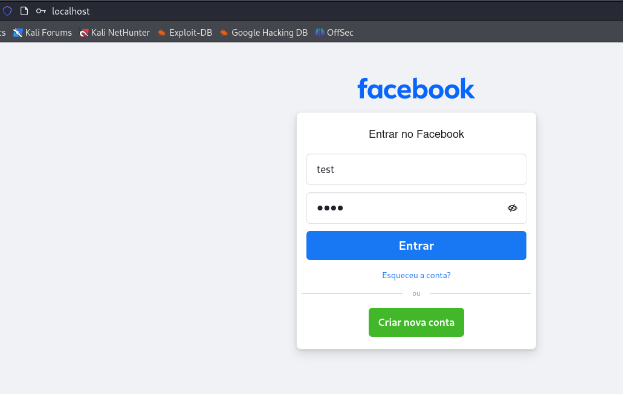 localhost
cs Kali Forums Kali NetHunter Exploit-DB Google Hacking DB OffSec
facebook
Entrar no Facebook
test
Entrar
Esqueceu a conta?
ou
Criar nova conta